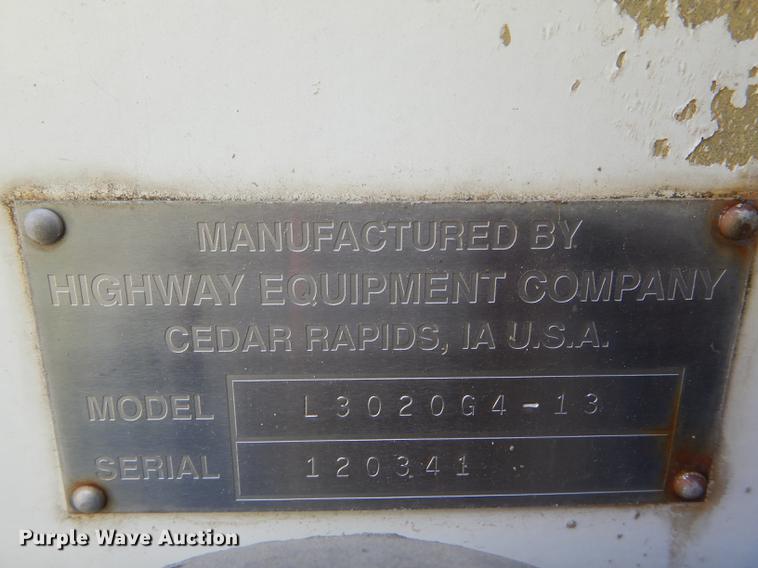 MANUFACTURED BY
HIGHWAY EQUIPMENT COMPANY
CEDAR RAPIDS, IA U.S.A.
MODEL L3020G4-13
SERIAL 120341
Purple Wave Auction®